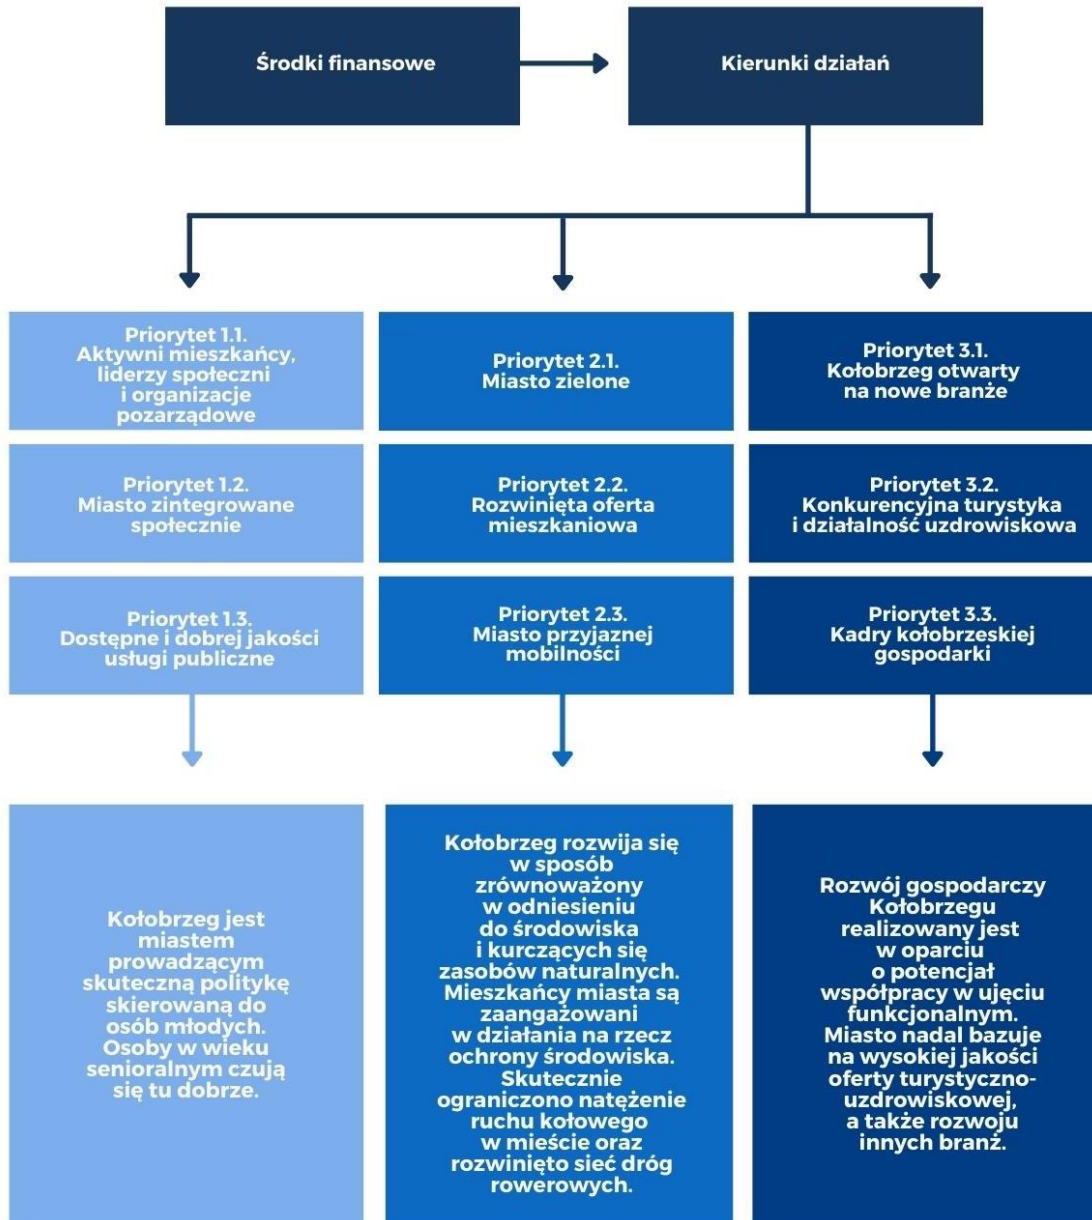 Środki finansowe
Kierunki działań
Priorytet 1.1.
Aktywni mieszkańcy,
liderzy społeczni
i organizacje
pozarządowe
Priorytet 2.1.
Miasto zielone
Priorytet 3.1.
Kołobrzeg otwarty
na nowe branże
Priorytet 1.2.
Miasto zintegrowane
społecznie
Priorytet 2.2.
Rozwinięta oferta
mieszkaniowa
Priorytet 3.2.
Konkurencyjna turystyka
i działalność uzdrowiskowa
Priorytet 1.3.
Dostępne i dobrej jakości
usługi publiczne
Priorytet 2.3.
Miasto przyjaznej
mobilności
Priorytet 3.3.
Kadry kołobrzeskiej
gospodarki
Kołobrzeg jest
miastem
prowadzącym
skuteczną politykę
skierowaną do
osób młodych.
Osoby w wieku
senioralnym czują
się tu dobrze.
Kołobrzeg rozwija się
w sposób
zrównoważony
w odniesieniu
do środowiska
i kurczących się
zasobów naturalnych.
Mieszkańcy miasta są
zaangażowani
w działania na rzecz
ochrony środowiska.
Skutecznie
ograniczono natężenie
ruchu kołowego
w mieście oraz
rozwinięto sieć dróg
rowerowych.
Rozwój gospodarczy
Kołobrzegu
realizowany jest
w oparciu
o potencjał
współpracy w ujęciu
funkcjonalnym.
Miasto nadal bazuje
na wysokiej jakości
oferty turystyczno-
uzdrowiskowej,
a także rozwoju
innych branż.